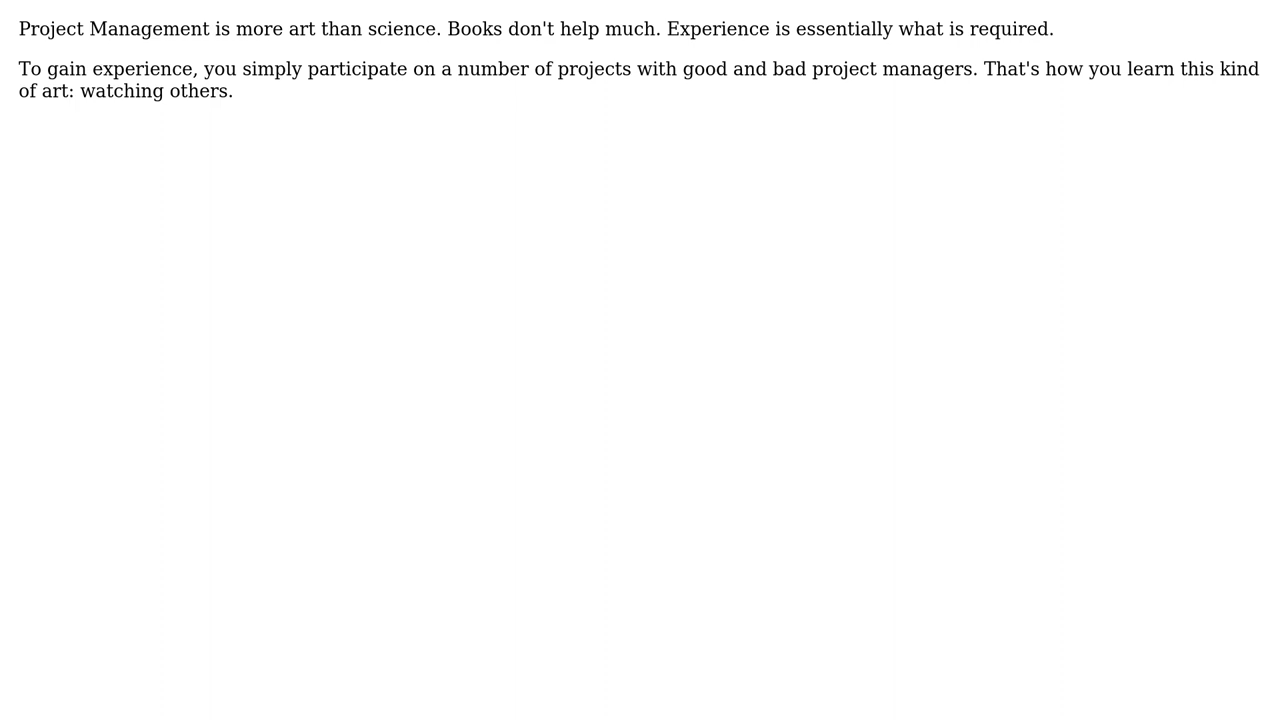 Project Management is more art than science. Books don't help much. Experience is essentially what is required.
To gain experience, you simply participate on a number of projects with good and bad project managers. That's how you learn this kind
of art: watching others.